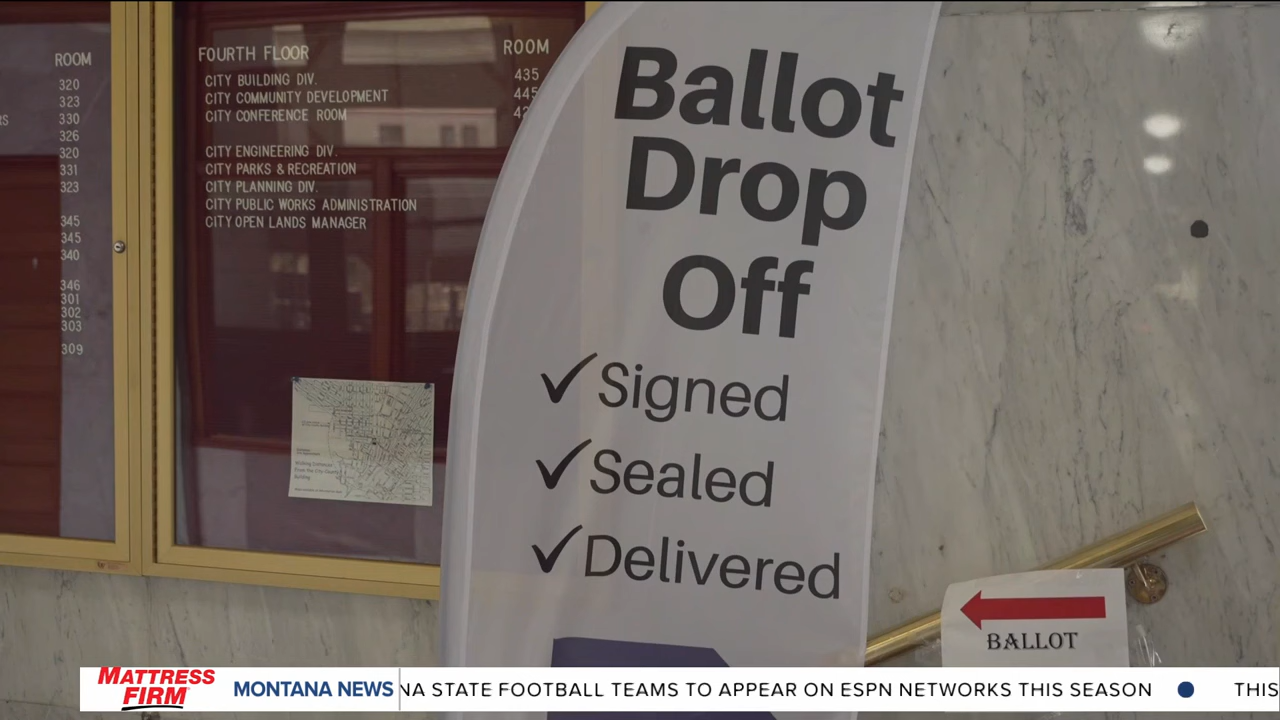 ROOM
320
323
330
326
320
331
323
345
345
340
346
301
302
303
309
FOURTH FLOOR ROOM
CITY BUILDING DIV. 435
CITY COMMUNITY DEVELOPMENT 445
CITY CONFERENCE ROOM
CITY ENGINEERING DIV.
CITY PARKS & RECREATION
CITY PLANNING DIV.
CITY PUBLIC WORKS ADMINISTRATION
CITY OPEN LANDS MANAGER
Ballot
Drop
Off
✓Signed
✓Sealed
✓Delivered
BALLOT
MATTRESS
FIRM
MONTANA NEWS
NA STATE FOOTBALL TEAMS TO APPEAR ON ESPN NETWORKS THIS SEASON • THIS